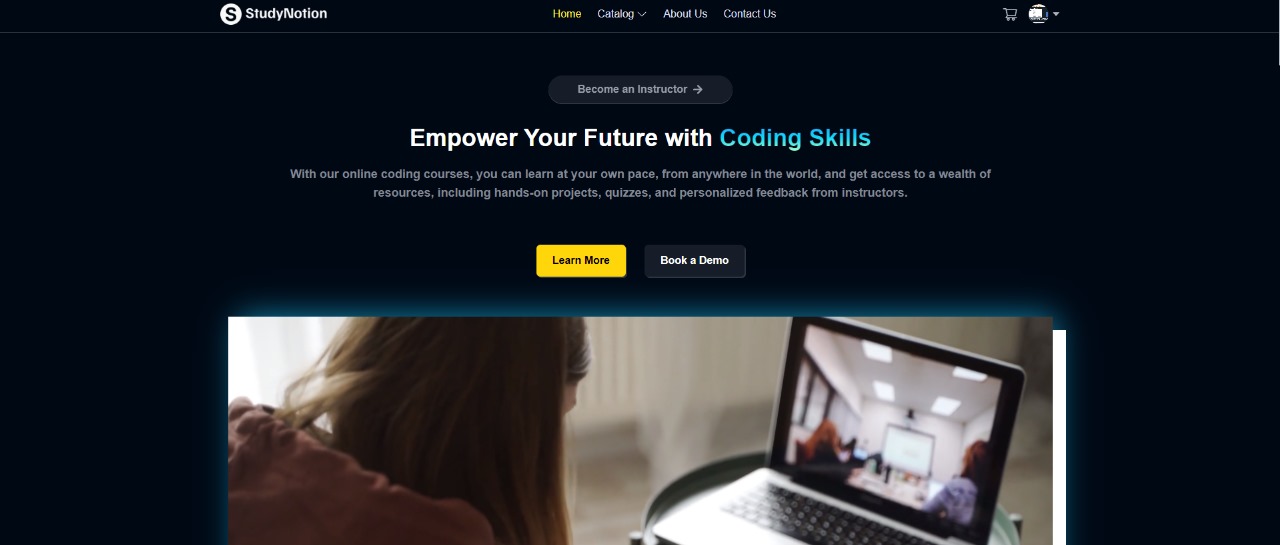 StudyNotion
Home Catalog About Us Contact Us
Become an Instructor
Empower Your Future with Coding Skills
With our online coding courses, you can learn at your own pace, from anywhere in the world, and get access to a wealth of
resources, including hands-on projects, quizzes, and personalized feedback from instructors.
Learn More Book a Demo